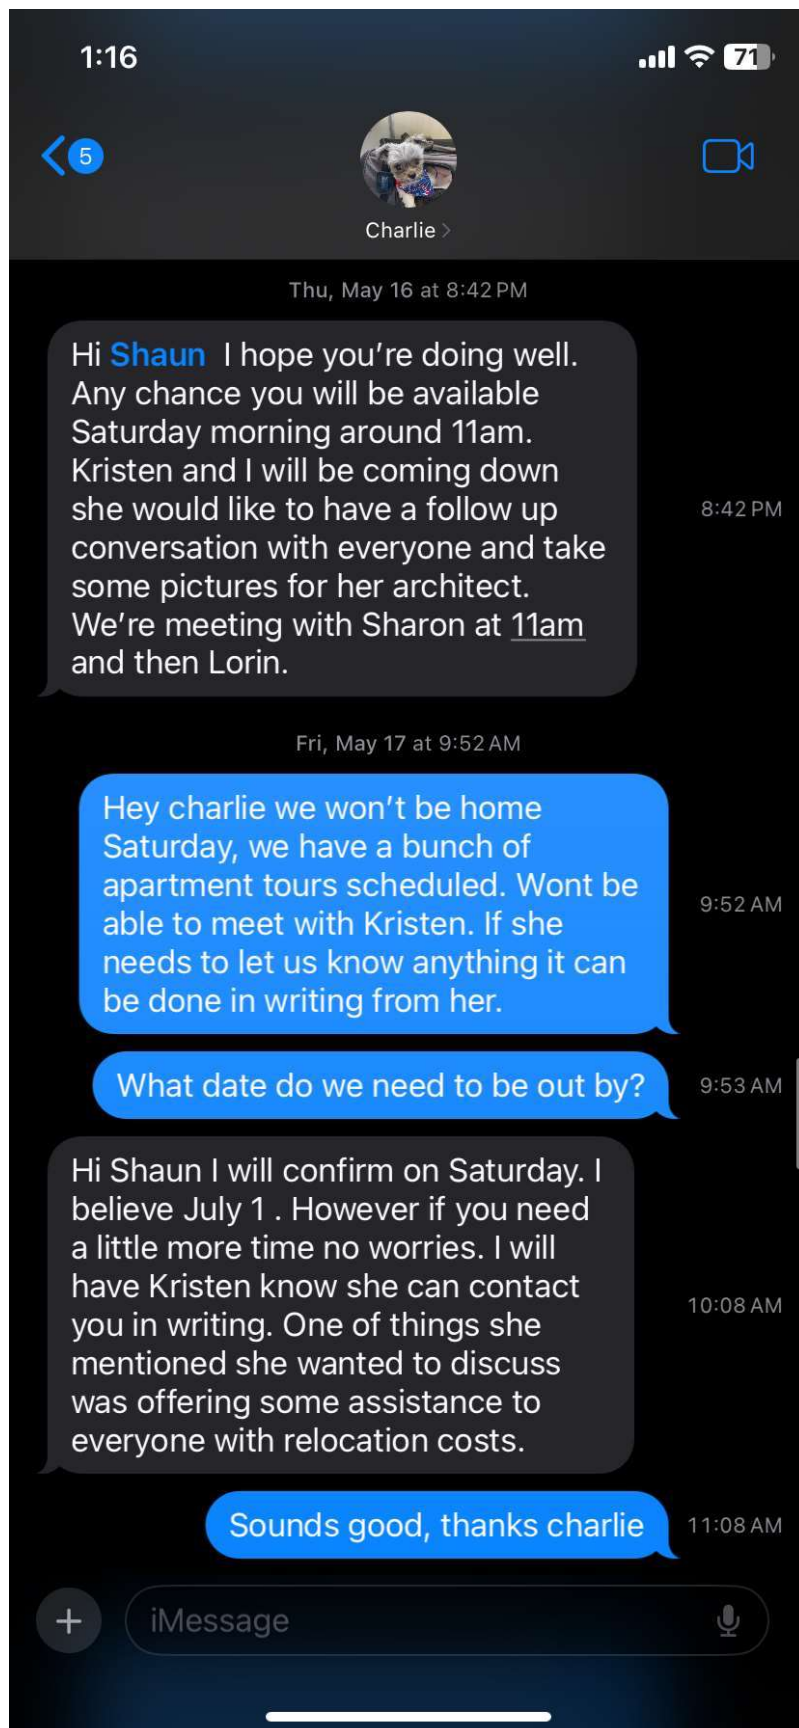 1:16
71
5
Charlie
Thu, May 16 at 8:42 PM
Hi Shaun I hope you're doing well.
Any chance you will be available
Saturday morning around 11am.
Kristen and I will be coming down
she would like to have a follow up
conversation with everyone and take
some pictures for her architect.
We're meeting with Sharon at 11am
and then Lorin.
8:42 PM
Fri, May 17 at 9:52 AM
Hey charlie we won't be home
Saturday, we have a bunch of
apartment tours scheduled. Wont be
able to meet with Kristen. If she
needs to let us know anything it can
be done in writing from her.
9:52 AM
What date do we need to be out by?
9:53 AM
Hi Shaun I will confirm on Saturday. I
believe July 1 . However if you need
a little more time no worries. I will
have Kristen know she can contact
you in writing. One of things she
mentioned she wanted to discuss
was offering some assistance to
everyone with relocation costs.
10:08 AM
Sounds good, thanks charlie
11:08 AM
iMessage